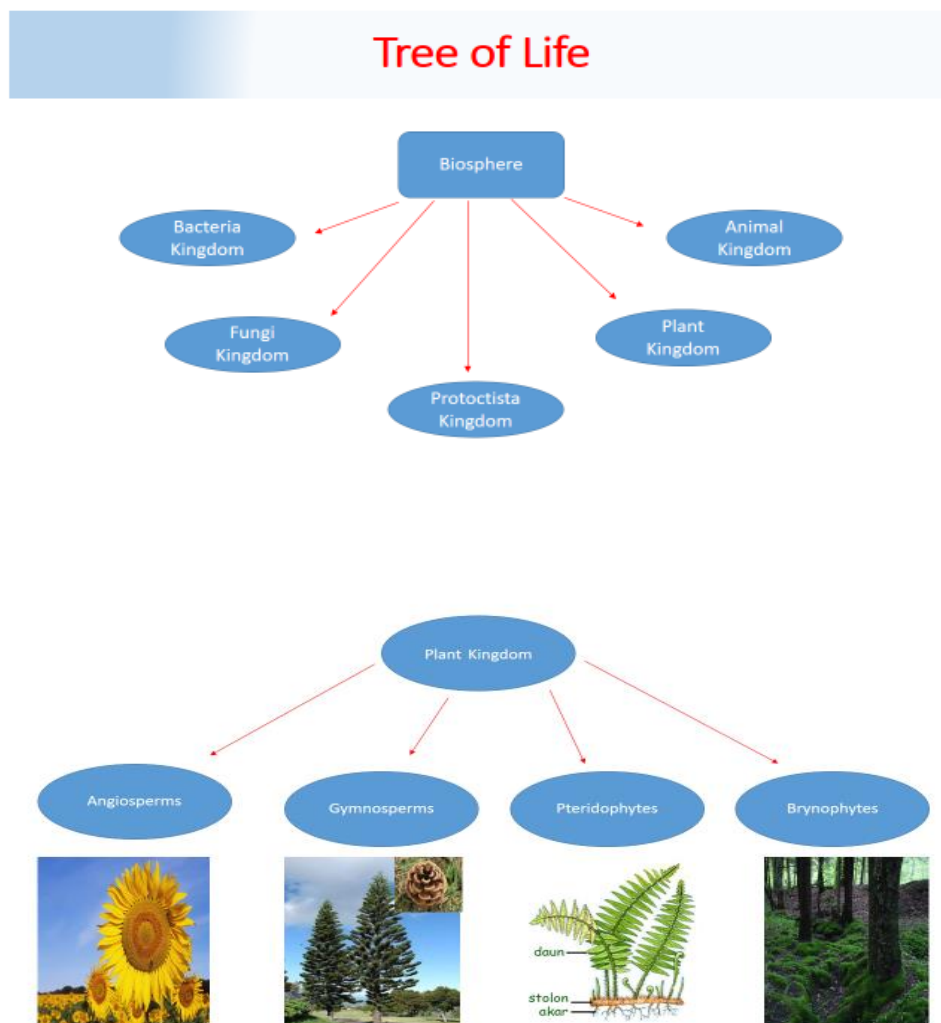 Tree of Life
Biosphere
Bacteria
Kingdom
Animal
Kingdom
Fungi
Kingdom
Plant
Kingdom
Protoctista
Kingdom
Plant Kingdom
Angiosperms
Gymnosperms
Pteridophytes
Brynophytes
daun
stolon
akar